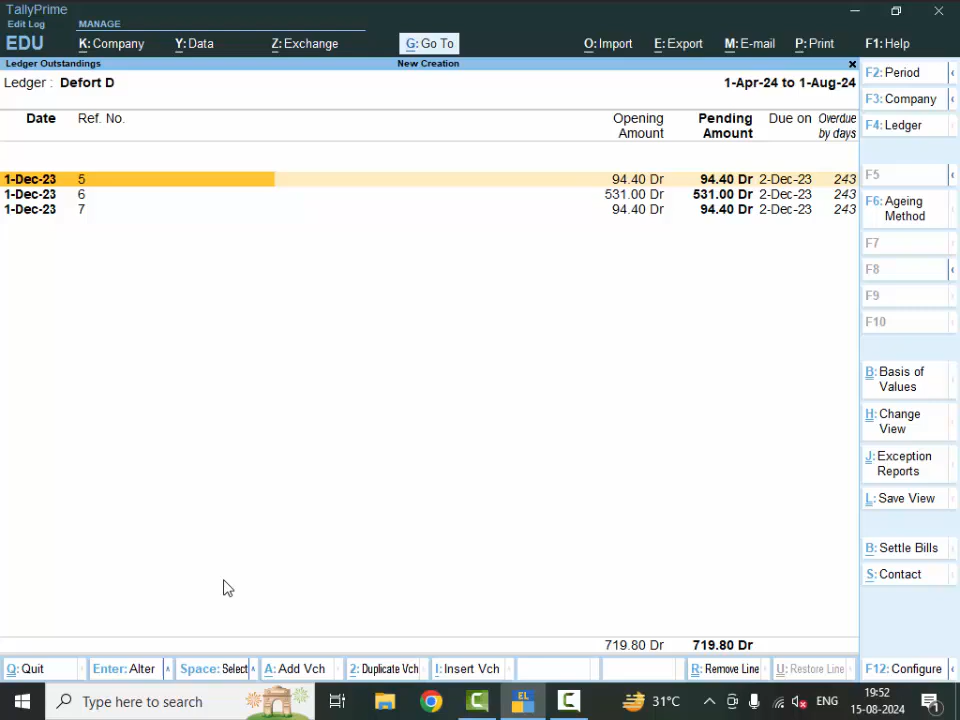 TallyPrime
Edit Log
MANAGE
EDU
K: Company
Y: Data
Z: Exchange
G: Go To
O: Import
E: Export
M: E-mail
P: Print
F1: Help
Ledger Outstandings
New Creation
Ledger : Defort D
1-Apr-24 to 1-Aug-24
Date Ref. No. Opening Amount Pending Amount Due on Overdue by days
1-Dec-23 5 94.40 Dr 94.40 Dr 2-Dec-23 243
1-Dec-23 6 531.00 Dr 531.00 Dr 2-Dec-23 243
1-Dec-23 7 94.40 Dr 94.40 Dr 2-Dec-23 243
719.80 Dr 719.80 Dr
F2: Period
F3: Company
F4: Ledger
F5
F6: Ageing
Method
F7
F8
F9
F10
B: Basis of
Values
H: Change
View
J: Exception
Reports
L: Save View
B: Settle Bills
S: Contact
Q: Quit
Enter: Alter
Space: Select
A: Add Vch
2: Duplicate Vch
I: Insert Vch
R: Remove Line
U: Restore Line
F12: Configure
Type here to search
EL
31°C
ENG
19:52
15-08-2024
1